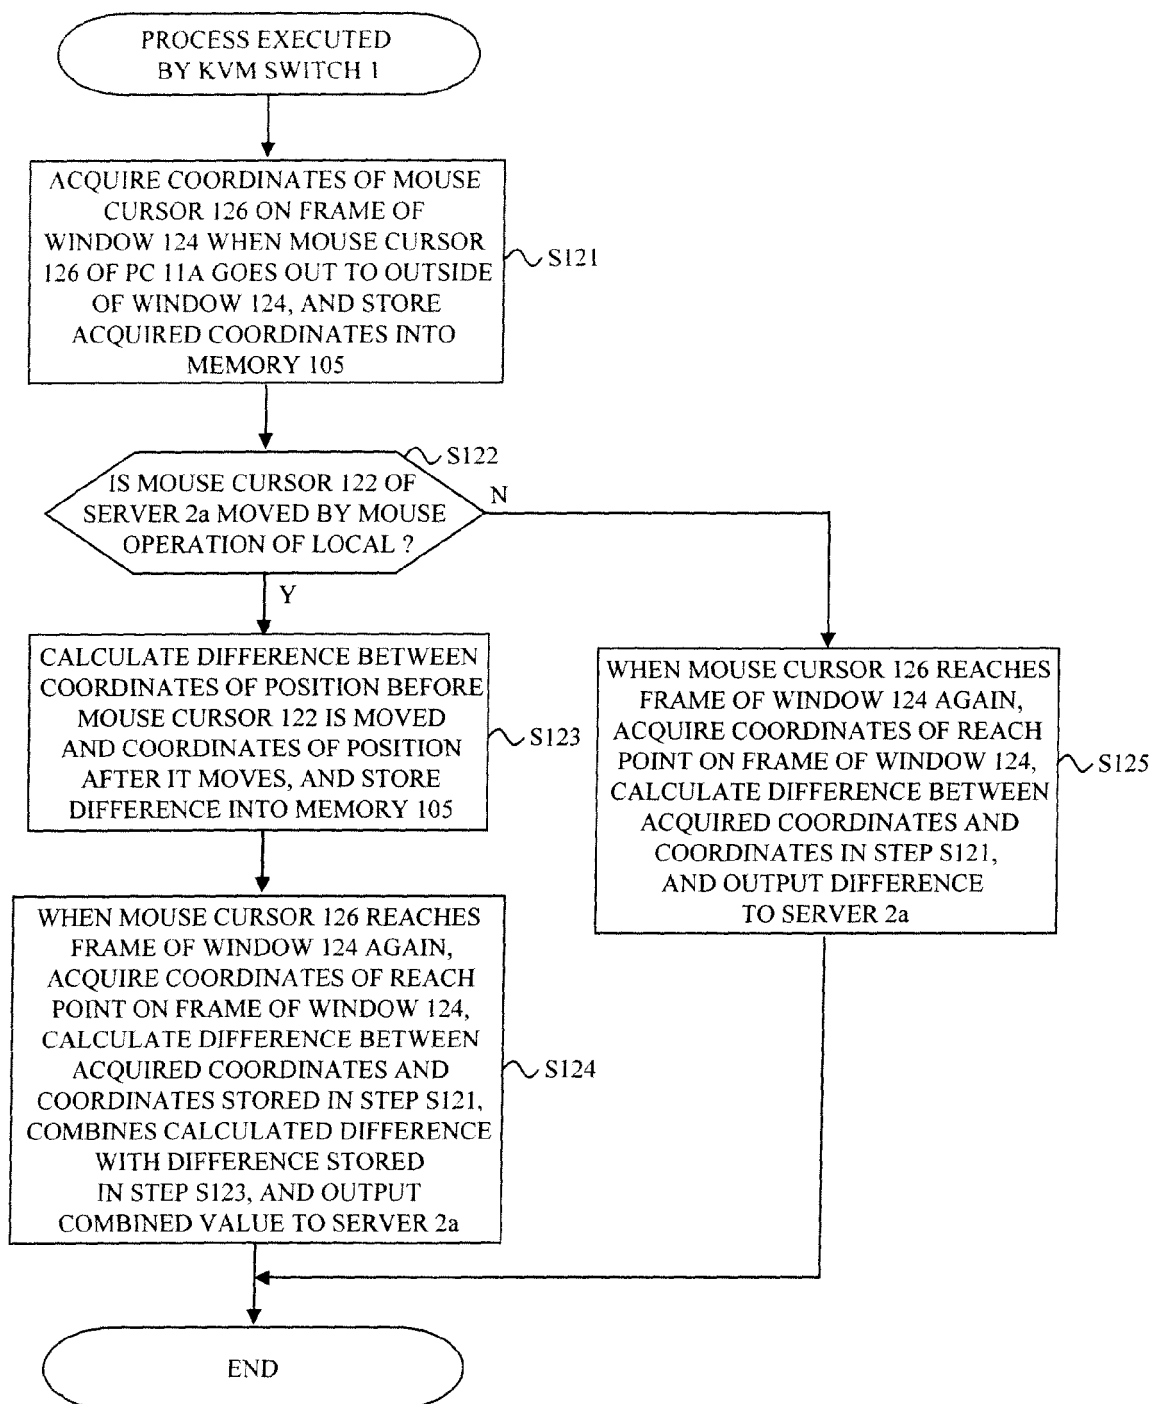 PROCESS EXECUTED
BY KVM SWITCH 1
ACQUIRE COORDINATES OF MOUSE
CURSOR 126 ON FRAME OF
WINDOW 124 WHEN MOUSE CURSOR
126 OF PC 11A GOES OUT TO OUTSIDE
OF WINDOW 124, AND STORE
ACQUIRED COORDINATES INTO
MEMORY 105
S121
S122
IS MOUSE CURSOR 122 OF
SERVER 2a MOVED BY MOUSE
OPERATION OF LOCAL ?
N
Y
CALCULATE DIFFERENCE BETWEEN
COORDINATES OF POSITION BEFORE
MOUSE CURSOR 122 IS MOVED
AND COORDINATES OF POSITION
AFTER IT MOVES, AND STORE
DIFFERENCE INTO MEMORY 105
S123
WHEN MOUSE CURSOR 126 REACHES
FRAME OF WINDOW 124 AGAIN,
ACQUIRE COORDINATES OF REACH
POINT ON FRAME OF WINDOW 124,
CALCULATE DIFFERENCE BETWEEN
ACQUIRED COORDINATES AND
COORDINATES IN STEP S121,
AND OUTPUT DIFFERENCE
TO SERVER 2a
S125
WHEN MOUSE CURSOR 126 REACHES
FRAME OF WINDOW 124 AGAIN,
ACQUIRE COORDINATES OF REACH
POINT ON FRAME OF WINDOW 124,
CALCULATE DIFFERENCE BETWEEN
ACQUIRED COORDINATES AND
COORDINATES STORED IN STEP S121,
COMBINES CALCULATED DIFFERENCE
WITH DIFFERENCE STORED
IN STEP S123, AND OUTPUT
COMBINED VALUE TO SERVER 2a
S124
END